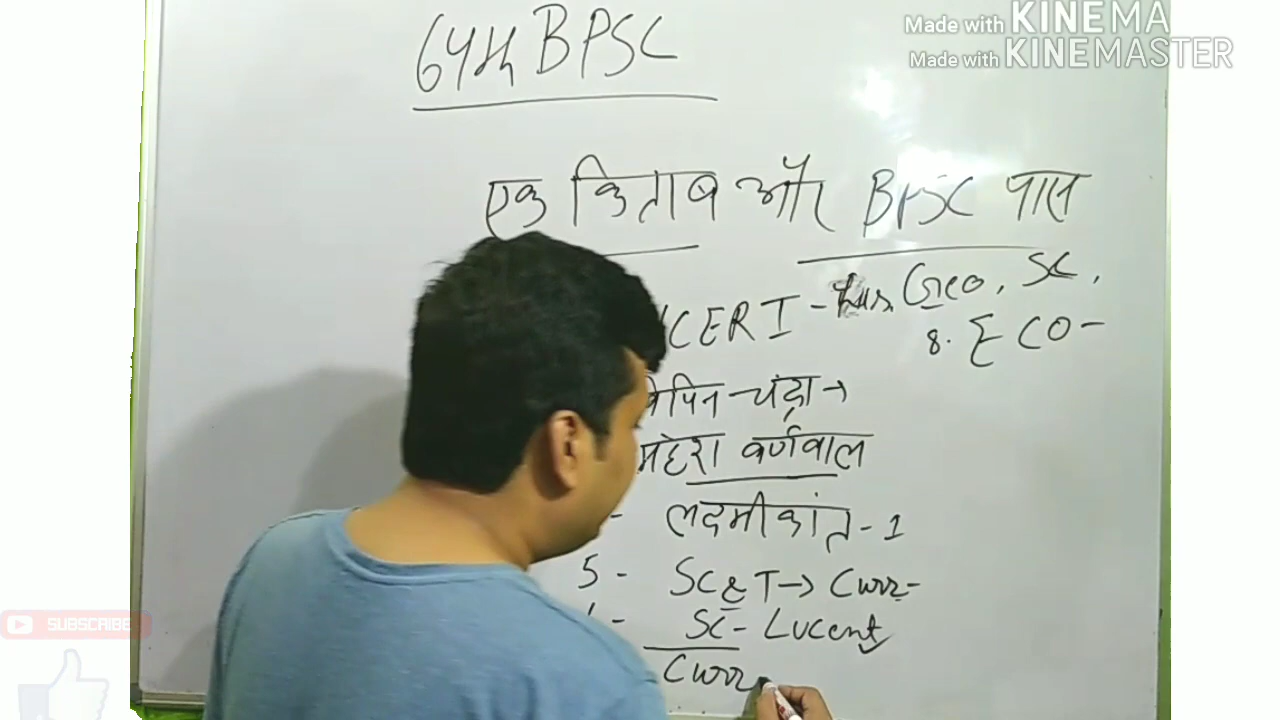 Made with KINEMA
Made with KINEMASTER
64th BPSC
एक किताब और BPSC पास
NCERT - Geo, SC,
8. ECO -
विपिन - चंद्रा →
महेश वर्णवाल
- लक्ष्मीकांत - 1
5 - SC & T → Curr -
- SC - Lucent
Curr
SUBSCRIBE